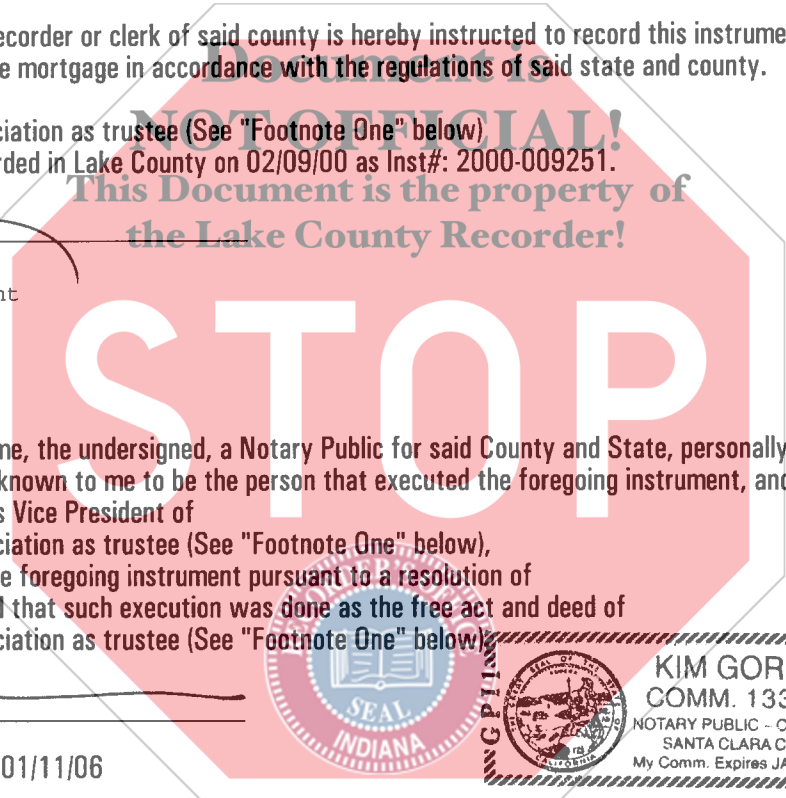 ecorder or clerk of said county is hereby instructed to record this instrume
e mortgage in accordance with the regulations of said state and county.
Document is
ciation as trustee (See "Footnote One" below)
NOT OFFICIAL!
ded in Lake County on 02/09/00 as Inst#: 2000-009251.
This Document is the property of
the Lake County Recorder!
nt
STOP
me, the undersigned, a Notary Public for said County and State, personally
known to me to be the person that executed the foregoing instrument, and
s Vice President of
ciation as trustee (See "Footnote One" below),
e foregoing instrument pursuant to a resolution of
that such execution was done as the free act and deed of
ciation as trustee (See "Footnote One" below)
RECORDER'S
SEAL
INDIANA
KIM GOR
COMM. 133
NOTARY PUBLIC - C
SANTA CLARA C
My Comm. Expires JA
SEAL OF THE STAT
CALIFORNIA
01/11/06